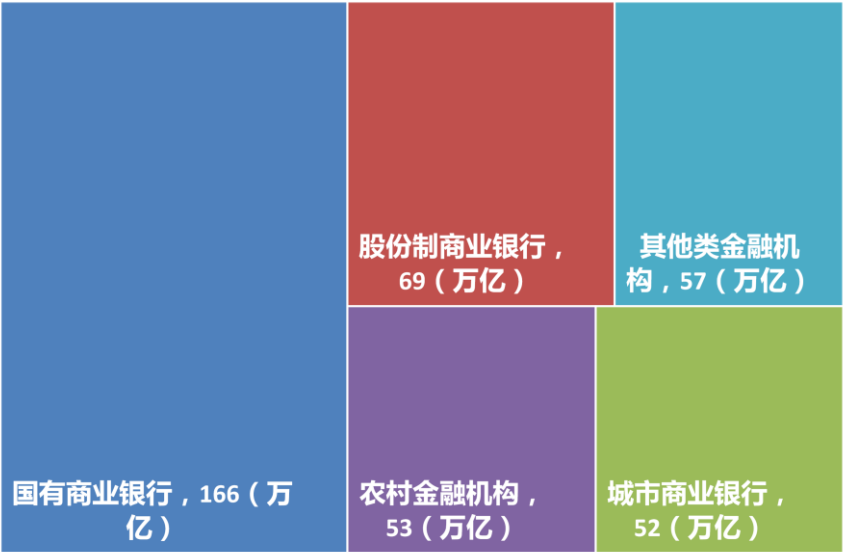 股份制商业银行，
69（万亿）
其他类金融机
构，57（万亿）
国有商业银行，166（万
亿）
农村金融机构，
53（万亿）
城市商业银行，
52（万亿）